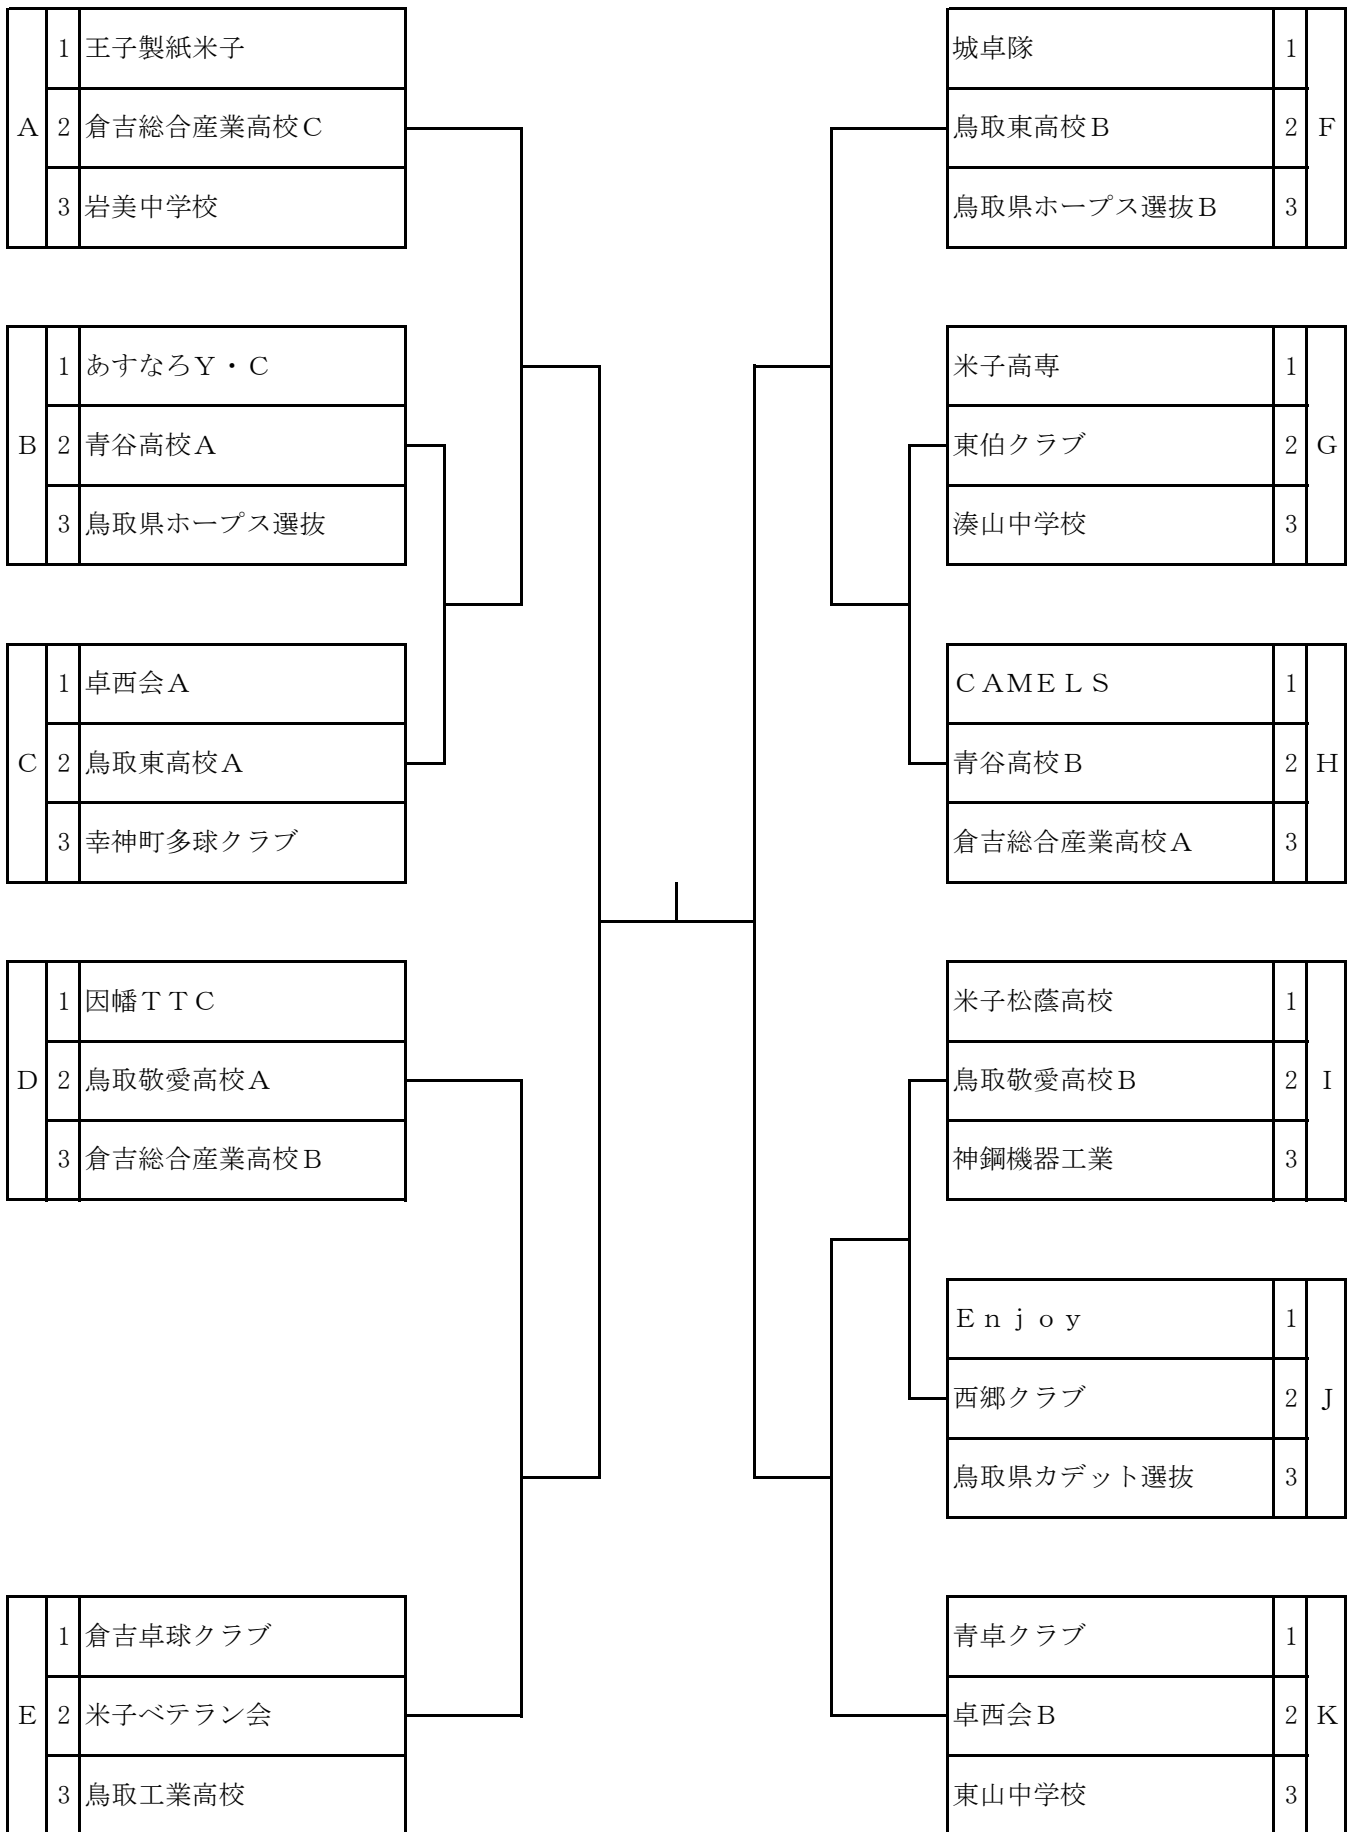 A
1 王子製紙米子
2 倉吉総合産業高校C
3 岩美中学校
B
1 あすなろY・C
2 青谷高校A
3 鳥取県ホープス選抜
C
1 卓西会A
2 鳥取東高校A
3 幸神町多球クラブ
D
1 因幡TTC
2 鳥取敬愛高校A
3 倉吉総合産業高校B
E
1 倉吉卓球クラブ
2 米子ベテラン会
3 鳥取工業高校
城卓隊 1
鳥取東高校B 2
鳥取県ホープス選抜B 3
F
米子高専 1
東伯クラブ 2
湊山中学校 3
G
CAMELS 1
青谷高校B 2
倉吉総合産業高校A 3
H
米子松蔭高校 1
鳥取敬愛高校B 2
神鋼機器工業 3
I
Enjoy 1
西郷クラブ 2
鳥取県カデット選抜 3
J
青卓クラブ 1
卓西会B 2
東山中学校 3
K